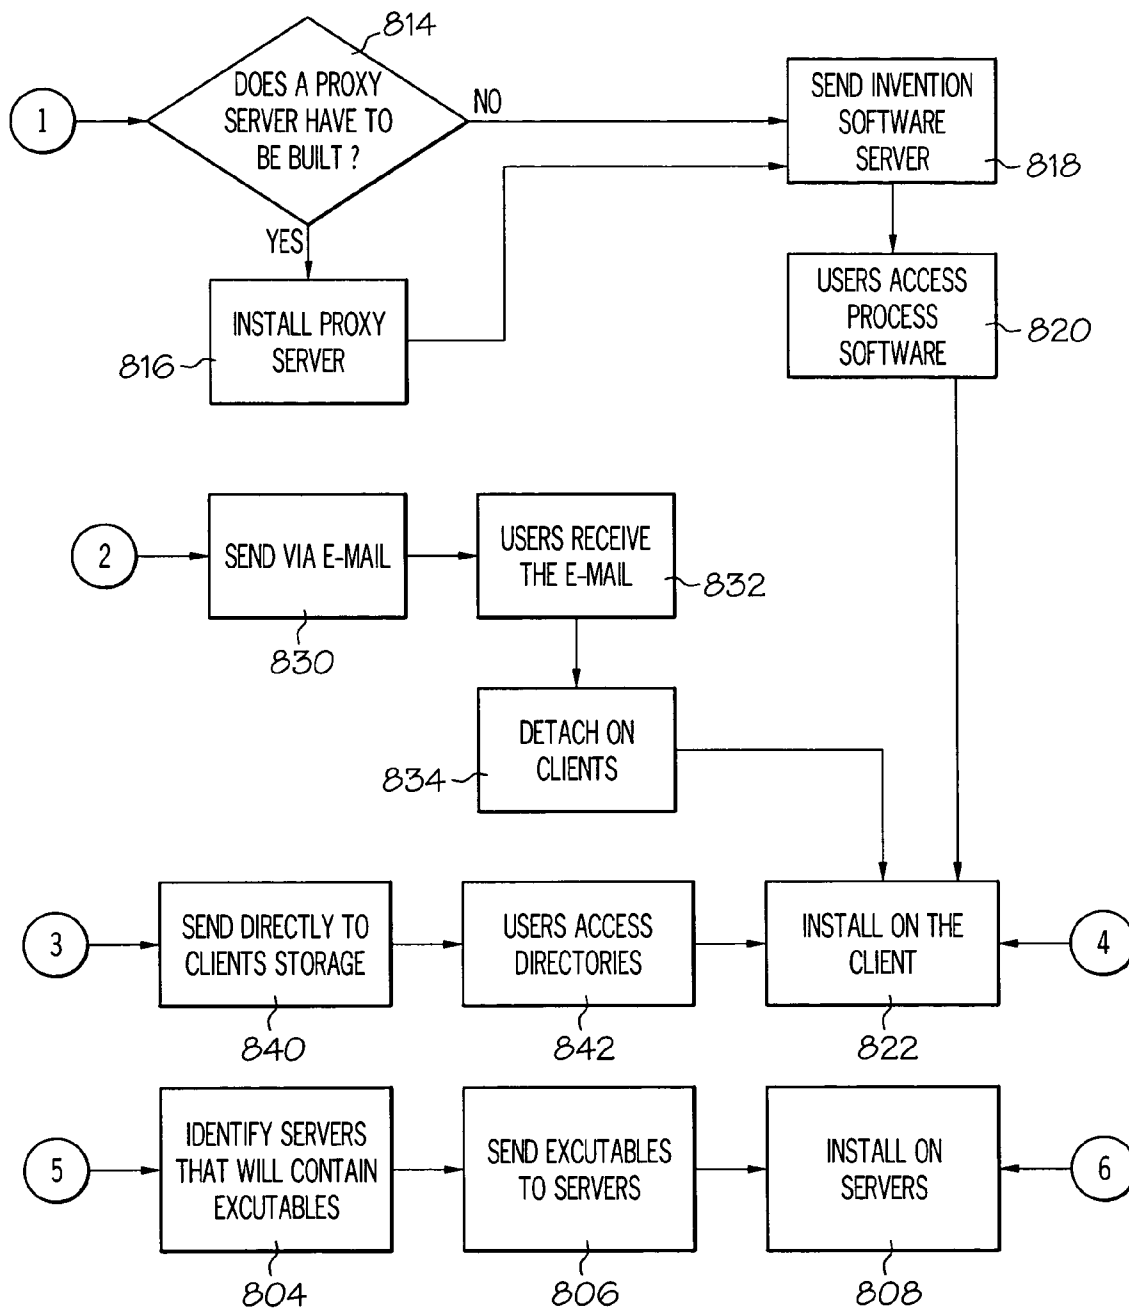 814
DOES A PROXY
SERVER HAVE TO
BE BUILT ?
1
NO
SEND INVENTION
SOFTWARE
SERVER
818
YES
INSTALL PROXY
SERVER
816
USERS ACCESS
PROCESS
SOFTWARE
820
2
SEND VIA E-MAIL
830
USERS RECEIVE
THE E-MAIL
832
DETACH ON
CLIENTS
834
3
SEND DIRECTLY TO
CLIENTS STORAGE
840
USERS ACCESS
DIRECTORIES
842
INSTALL ON THE
CLIENT
822
4
5
IDENTIFY SERVERS
THAT WILL CONTAIN
EXCUTABLES
804
SEND EXCUTABLES
TO SERVERS
806
INSTALL ON
SERVERS
808
6